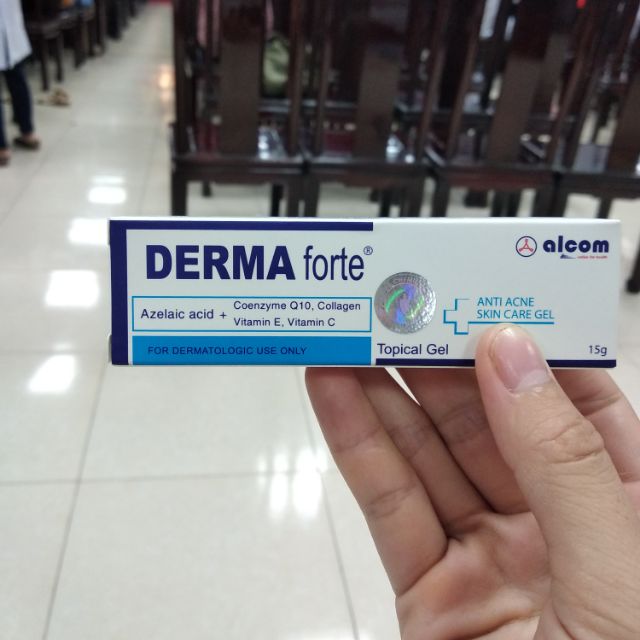 DERMA forte®
Azelaic acid + Coenzyme Q10, Collagen
Vitamin E, Vitamin C
FOR DERMATOLOGIC USE ONLY
Topical Gel
alcom
ANTI ACNE
SKIN CARE GEL
15g